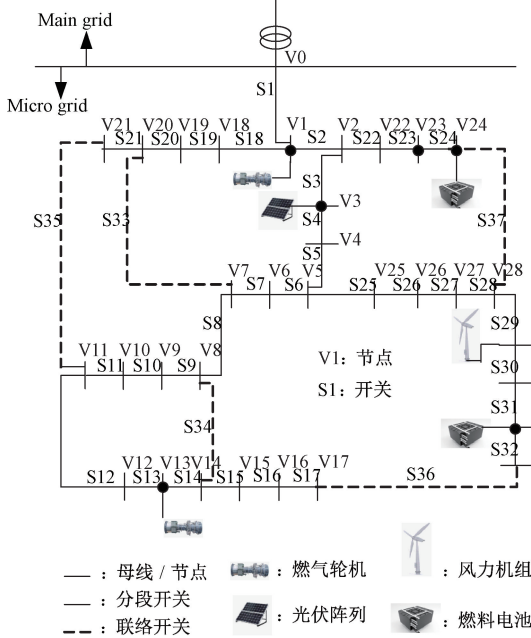 Main grid
V0
S1
Micro grid
V21 V20 V19 V18 V1 V2 V22 V23 V24
S21 S20 S19 S18 S2 S22 S23 S24
S3
V3
S4
S35 S33 S37
S5 V4
V7 V6 V5 V25 V26 V27 V28
S7 S6 S25 S26 S27 S28
S8 S29
V11 V10 V9 V8
S11 S10 S9
V1: 节点
S30
S1: 开关
S31
S34
S32
V12 V13 V14 V15 V16 V17
S12 S13 S14 S15 S16 S17 S36
: 母线 / 节点 : 燃气轮机 : 风力机组
: 分段开关
: 联络开关 : 光伏阵列 : 燃料电池